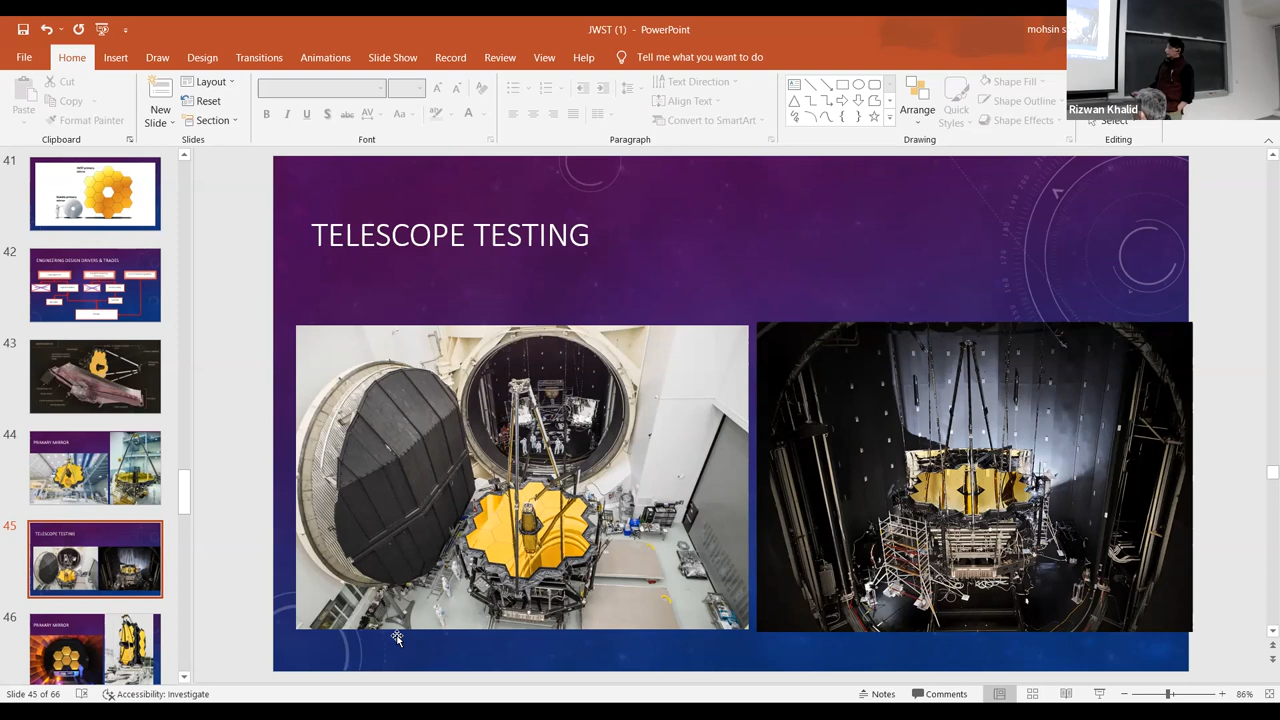 JWST (1) - PowerPoint
mohsin s
File Home Insert Draw Design Transitions Animations Slide Show Record Review View Help Tell me what you want to do
Rizwan Khalid
Paste
Cut
Copy
Format Painter
Clipboard
New Slide
Layout
Reset
Section
Slides
Font
Text Direction
Align Text
Convert to SmartArt
Paragraph
Arrange
Quick Styles
Shape Fill
Shape Outline
Shape Effects
Drawing
Select
Editing
41
42
ENGINEERING DESIGN DRIVERS & TRADES
43
44
PRIMARY MIRROR
45
TELESCOPE TESTING
46
PRIMARY MIRROR
TELESCOPE TESTING
Slide 45 of 66
Accessibility: Investigate
Notes
Comments
86%